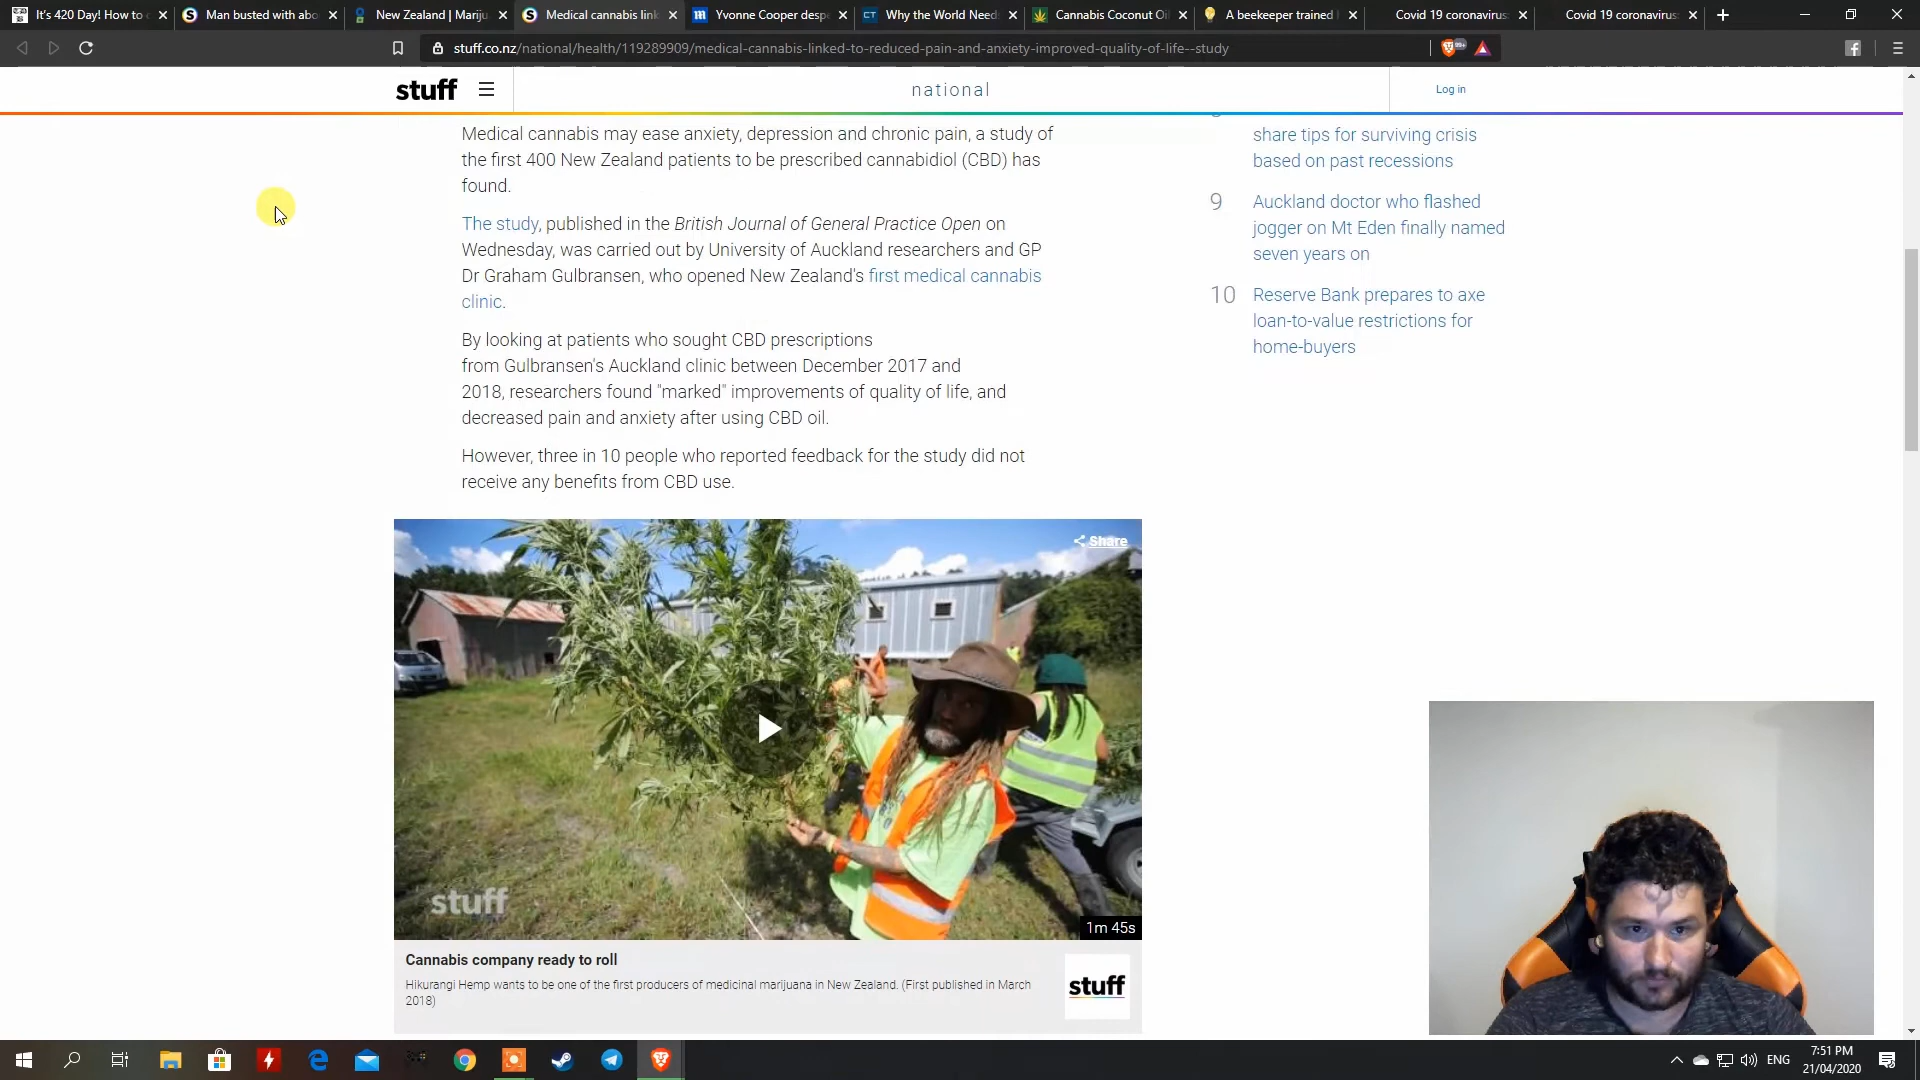 It's 420 Day! How to
Man busted with abo
New Zealand | Mariju
Medical cannabis link
Yvonne Cooper desp
Why the World Need
Cannabis Coconut Oil
A beekeeper trained
Covid 19 coronavirus
Covid 19 coronavirus
stuff.co.nz/national/health/119289909/medical-cannabis-linked-to-reduced-pain-and-anxiety-improved-quality-of-life--study
99+
stuff
national
Log in
Medical cannabis may ease anxiety, depression and chronic pain, a study of
the first 400 New Zealand patients to be prescribed cannabidiol (CBD) has
found.
The study, published in the British Journal of General Practice Open on
Wednesday, was carried out by University of Auckland researchers and GP
Dr Graham Gulbransen, who opened New Zealand's first medical cannabis
clinic.
By looking at patients who sought CBD prescriptions
from Gulbransen's Auckland clinic between December 2017 and
2018, researchers found "marked" improvements of quality of life, and
decreased pain and anxiety after using CBD oil.
However, three in 10 people who reported feedback for the study did not
receive any benefits from CBD use.
share tips for surviving crisis
based on past recessions
9 Auckland doctor who flashed
jogger on Mt Eden finally named
seven years on
10 Reserve Bank prepares to axe
loan-to-value restrictions for
home-buyers
Share
stuff
1m 45s
Cannabis company ready to roll
Hikurangi Hemp wants to be one of the first producers of medicinal marijuana in New Zealand. (First published in March
2018)
stuff
ENG
7:51 PM
21/04/2020